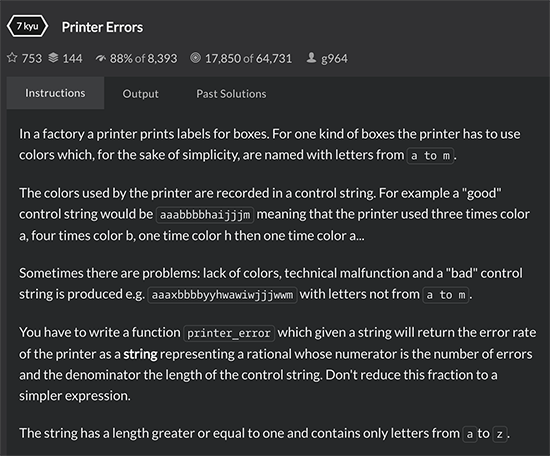 7 kyu Printer Errors
753 144 88% of 8,393 17,850 of 64,731 g964
Instructions Output Past Solutions
In a factory a printer prints labels for boxes. For one kind of boxes the printer has to use
colors which, for the sake of simplicity, are named with letters from a to m.
The colors used by the printer are recorded in a control string. For example a "good"
control string would be aaabbbbhaijjjm meaning that the printer used three times color
a, four times color b, one time color h then one time color a...
Sometimes there are problems: lack of colors, technical malfunction and a "bad" control
string is produced e.g. aaaxbbbbyyhwawiwjjjwwm with letters not from a to m.
You have to write a function printer_error which given a string will return the error rate
of the printer as a string representing a rational whose numerator is the number of errors
and the denominator the length of the control string. Don't reduce this fraction to a
simpler expression.
The string has a length greater or equal to one and contains only letters from a to z.